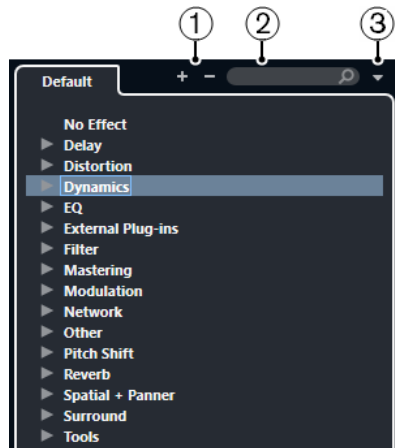 1 2 3
Default + −
No Effect
Delay
Distortion
Dynamics
EQ
External Plug-ins
Filter
Mastering
Modulation
Network
Other
Pitch Shift
Reverb
Spatial + Panner
Surround
Tools